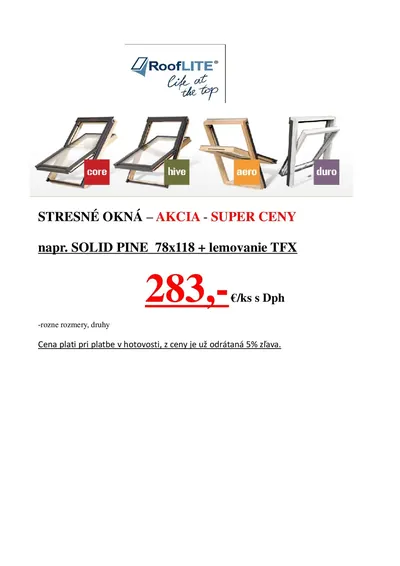 RoofLITE®
life at
the top
core
hive
aero
duro
STRESNÉ OKNÁ – AKCIA - SUPER CENY
napr. SOLID PINE 78x118 + lemovanie TFX
283,- €/ks s Dph
-rozne rozmery, druhy
Cena plati pri platbe v hotovosti, z ceny je už odrátaná 5% zľava.